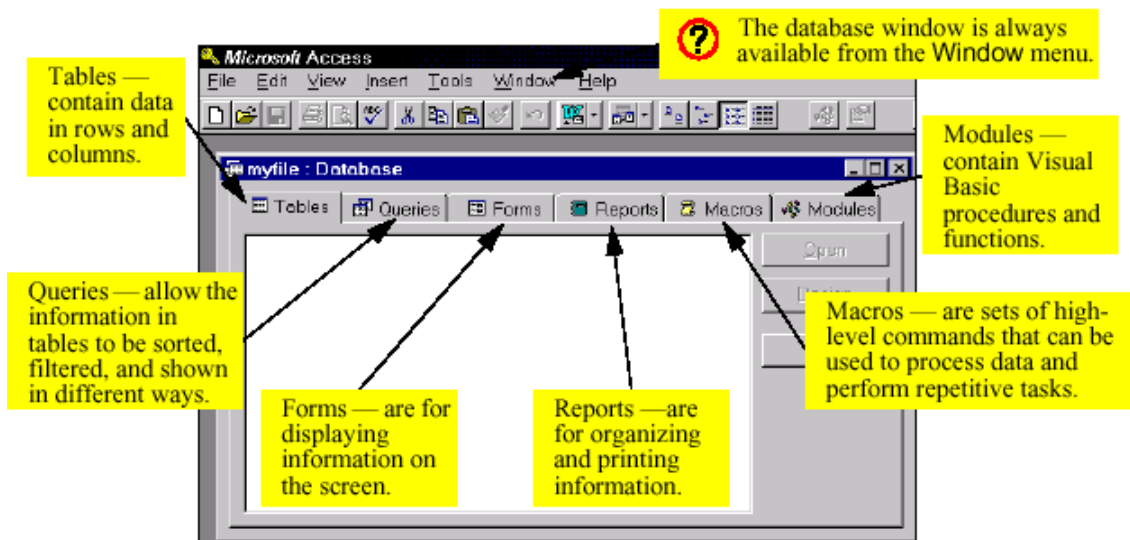 The database window is always
available from the Window menu.
Microsoft Access
File Edit View Insert Tools Window Help
Tables —
contain data
in rows and
columns.
Modules —
contain Visual
Basic
procedures and
functions.
myfile : Database
Tables Queries Forms Reports Macros Modules
Open
Queries — allow the
information in
tables to be sorted,
filtered, and shown
in different ways.
Macros — are sets of high-
level commands that can be
used to process data and
perform repetitive tasks.
Forms — are for
displaying
information on
the screen.
Reports —are
for organizing
and printing
information.